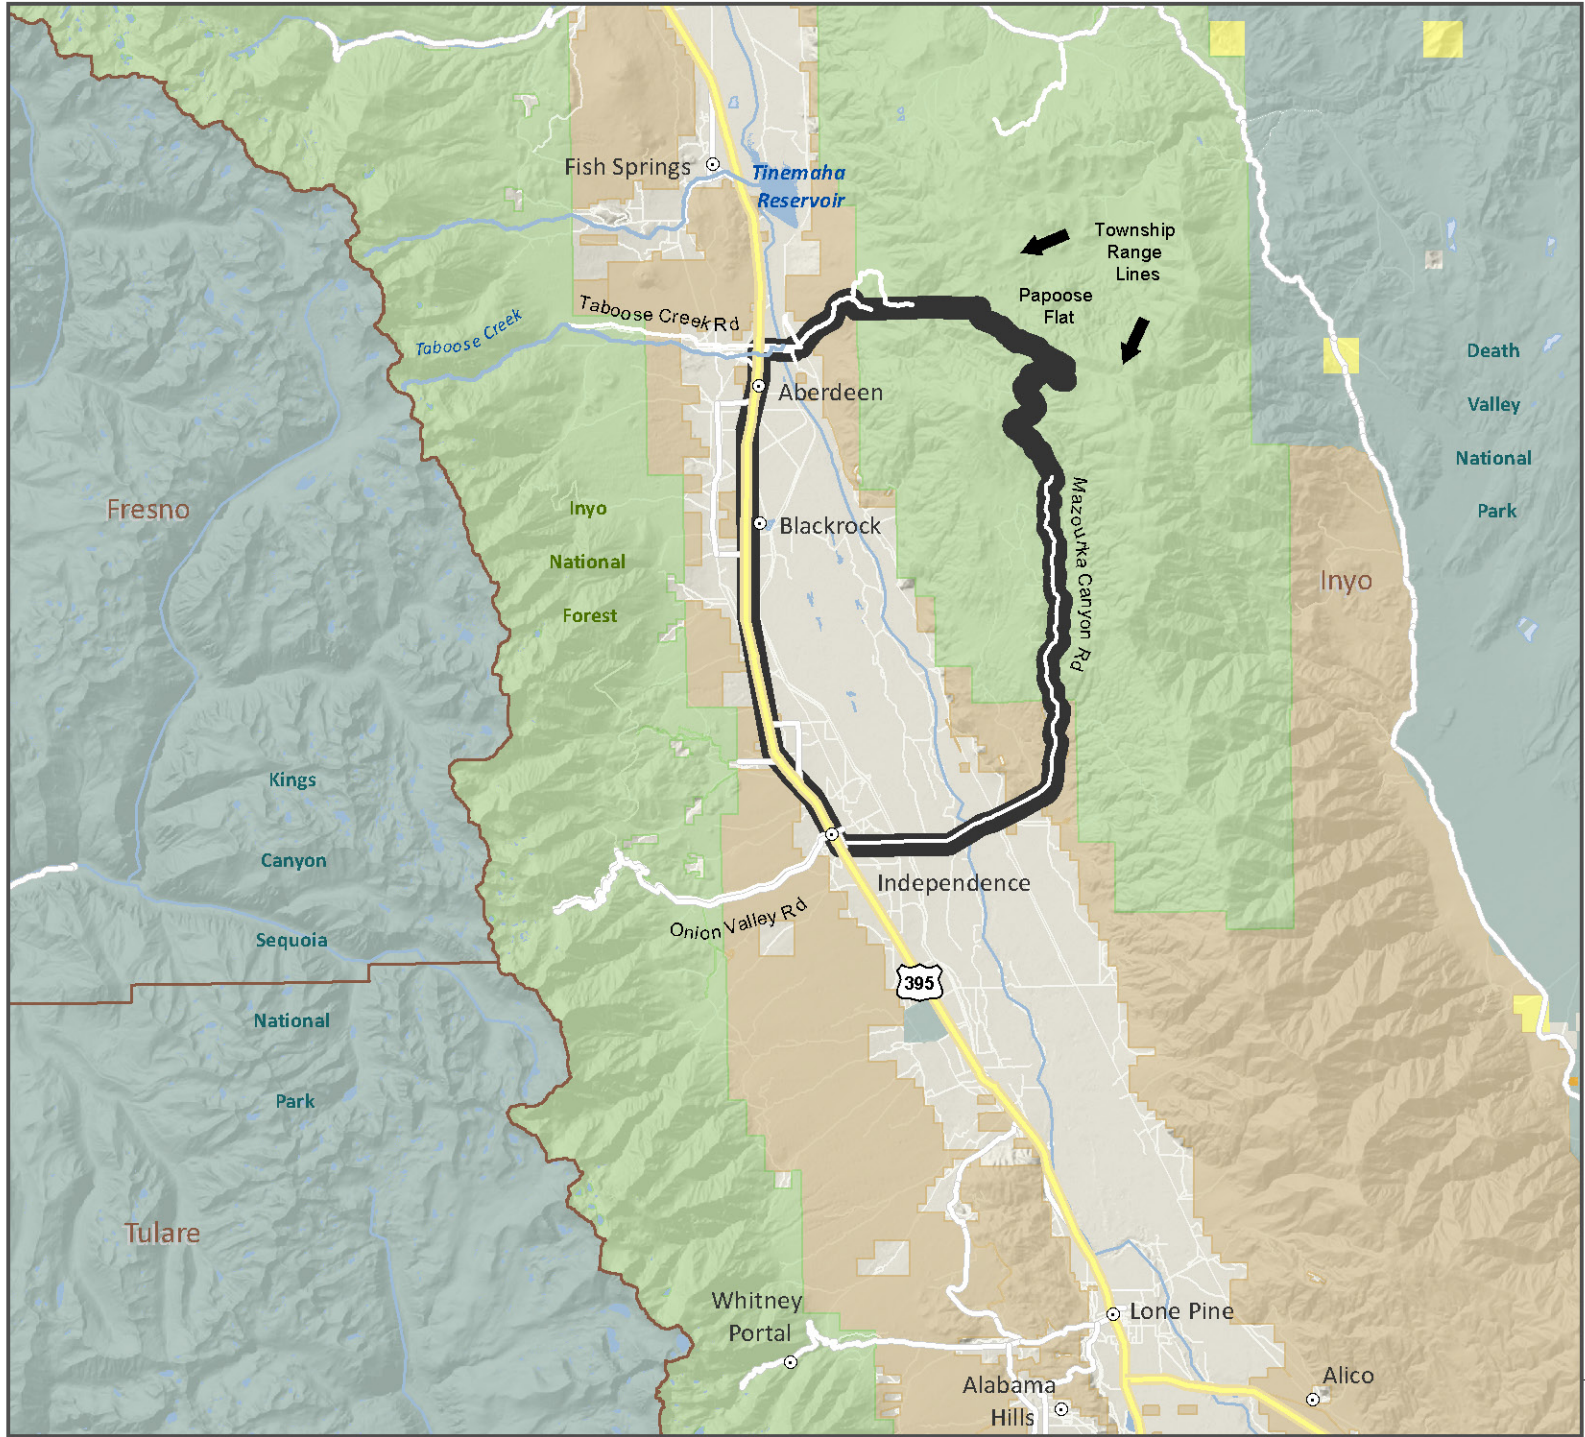 Fish Springs
Tinemaha
Reservoir
Township
Range
Lines
Papoose
Flat
Taboose Creek Rd
Taboose Creek
Aberdeen
Death
Valley
National
Park
Fresno
Inyo
National
Forest
Blackrock
Mazourka Canyon Rd
Inyo
Kings
Canyon
Sequoia
National
Park
Independence
Onion Valley Rd
395
Tulare
Whitney
Portal
Lone Pine
Alabama
Hills
Alico